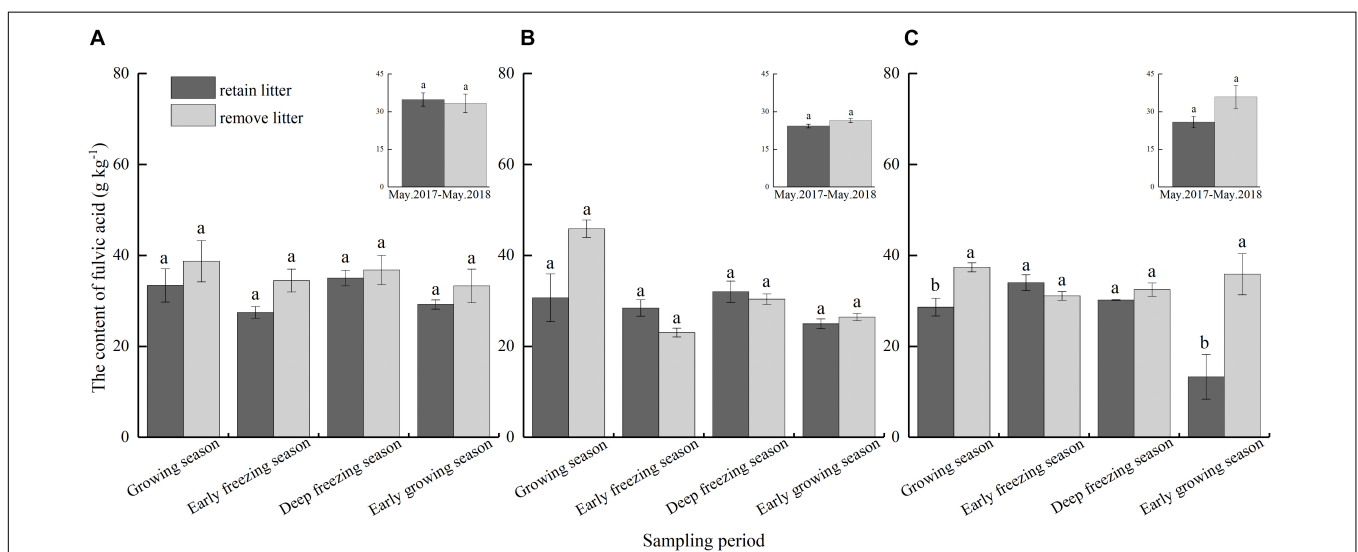 A
B
C
retain litter
remove litter
The content of fulvic acid (g kg-1)
80
60
40
20
0
a
a
a
a
a
a
a
a
Growing season
Early freezing season
Deep freezing season
Early growing season
45
30
15
0
a
a
May.2017-May.2018
80
60
40
20
0
a
a
a
a
a
a
a
a
Growing season
Early freezing season
Deep freezing season
Early growing season
45
30
15
0
a
a
May.2017-May.2018
80
60
40
20
0
b
a
a
a
a
a
b
a
Growing season
Early freezing season
Deep freezing season
Early growing season
45
30
15
0
a
a
May.2017-May.2018
Sampling period